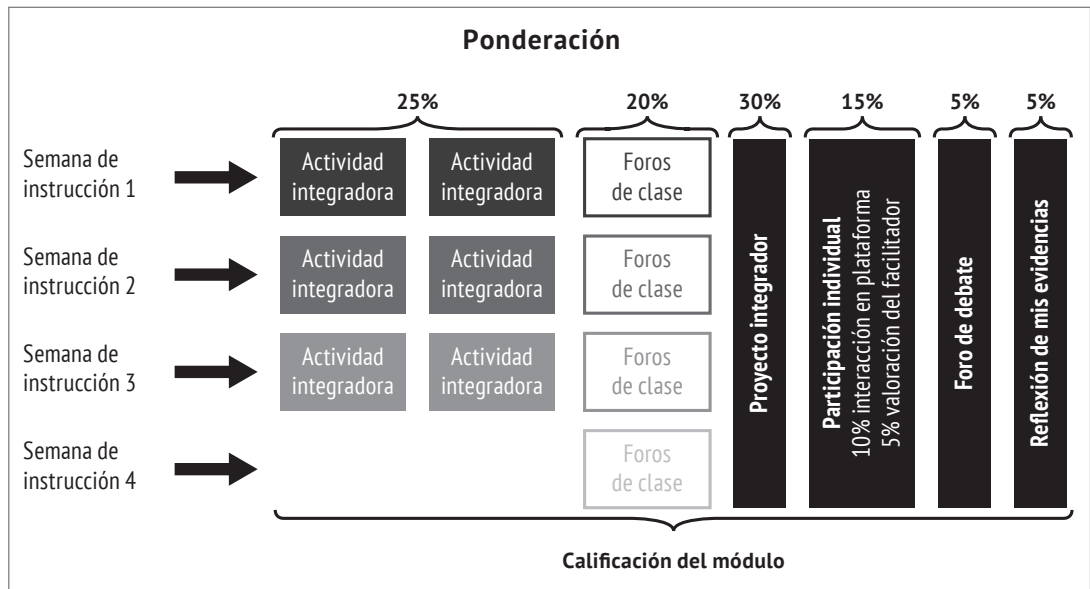 Ponderación
25%
20%
30%
15%
5%
5%
Semana de
instrucción 1
Actividad
integradora
Actividad
integradora
Foros
de clase
Semana de
instrucción 2
Actividad
integradora
Actividad
integradora
Foros
de clase
Semana de
instrucción 3
Actividad
integradora
Actividad
integradora
Foros
de clase
Semana de
instrucción 4
Foros
de clase
Proyecto integrador
Participación individual
10% interacción en plataforma
5% valoración del facilitador
Foro de debate
Reflexión de mis evidencias
Calificación del módulo